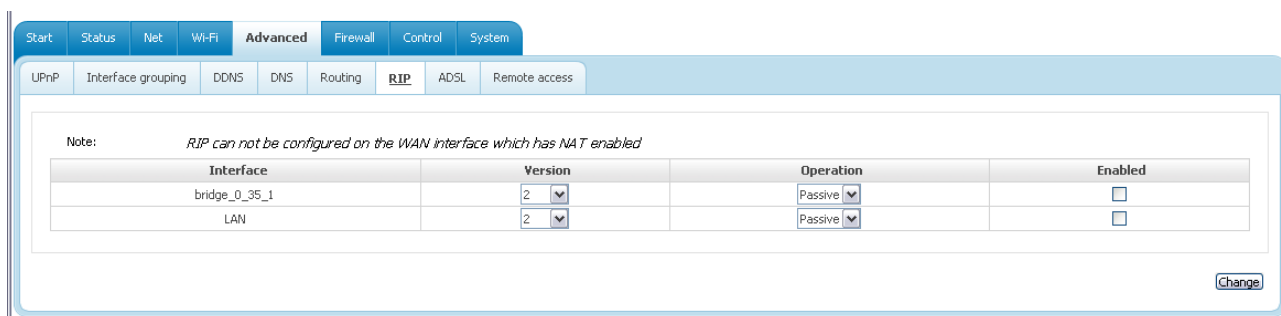 Start Status Net Wi-Fi Advanced Firewall Control System
UPnP Interface grouping DDNS DNS Routing RIP ADSL Remote access
Note: RIP can not be configured on the WAN interface which has NAT enabled
Interface Version Operation Enabled
bridge_0_35_1 2 Passive
LAN 2 Passive
Change